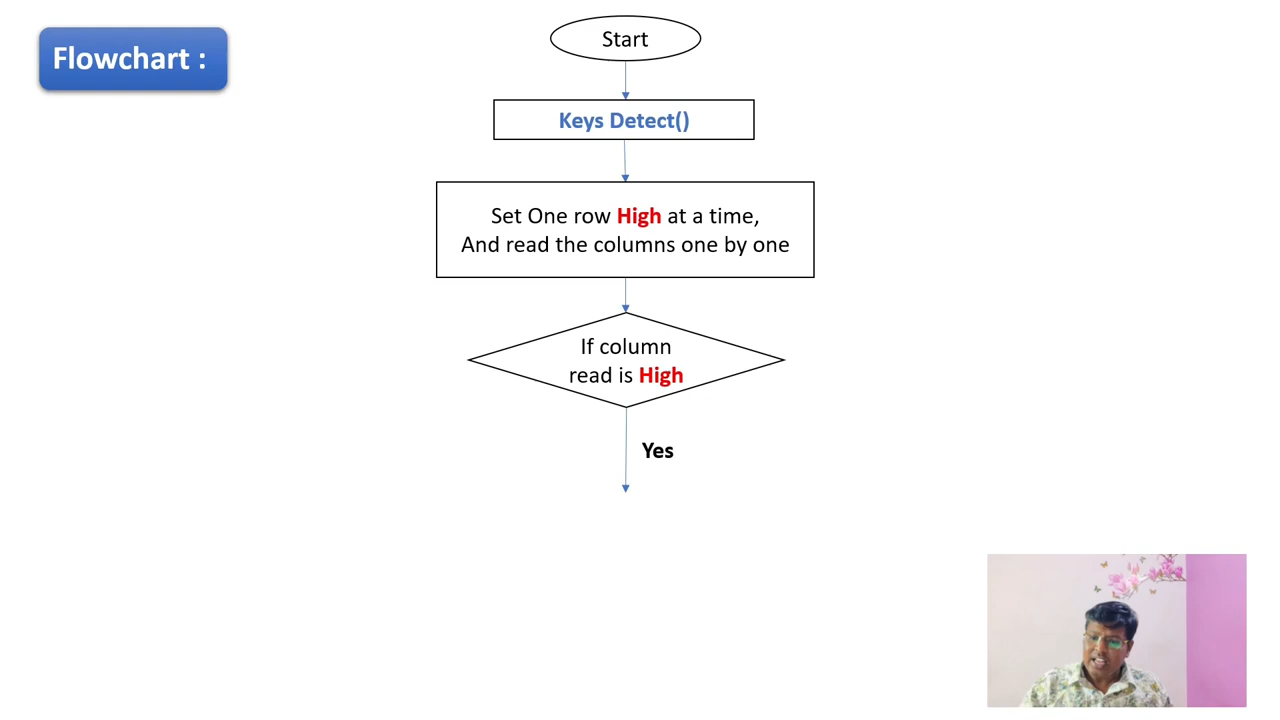 Flowchart :
Start
Keys Detect()
Set One row High at a time,
And read the columns one by one
If column
read is High
Yes